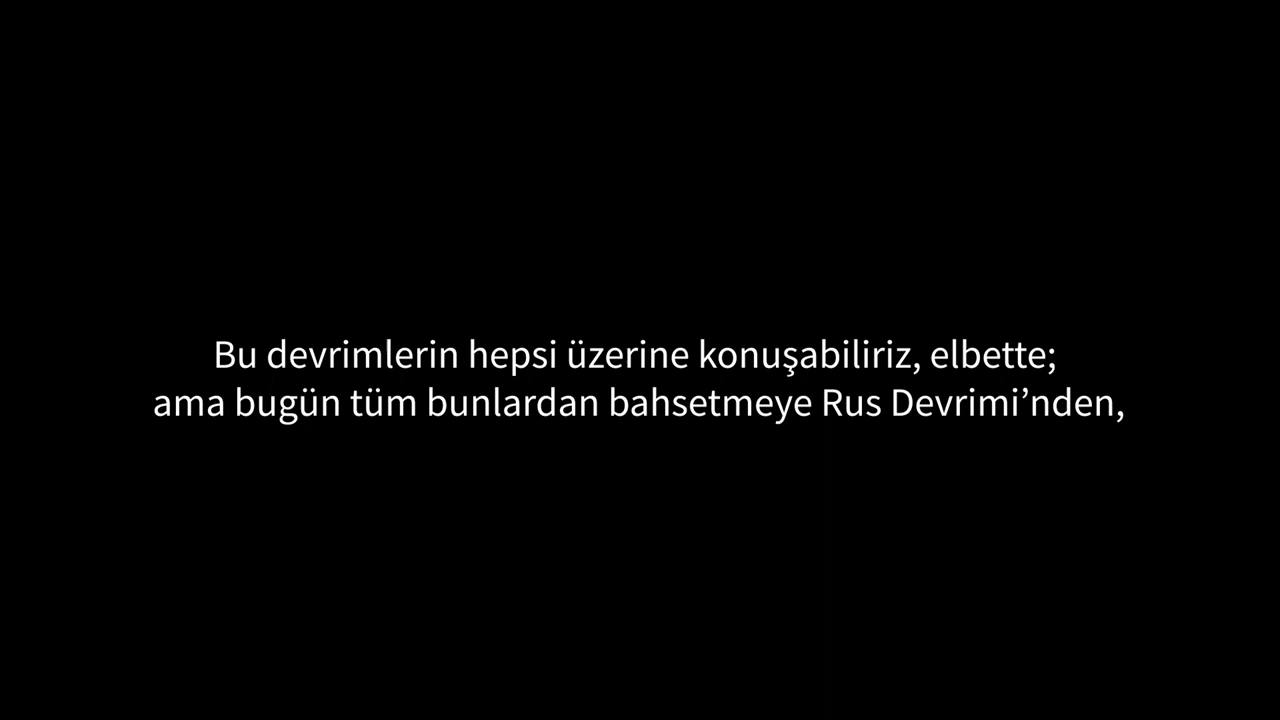 Bu devrimlerin hepsi üzerine konuşabiliriz, elbette;
ama bugün tüm bunlardan bahsetmeye Rus Devrimi’nden,